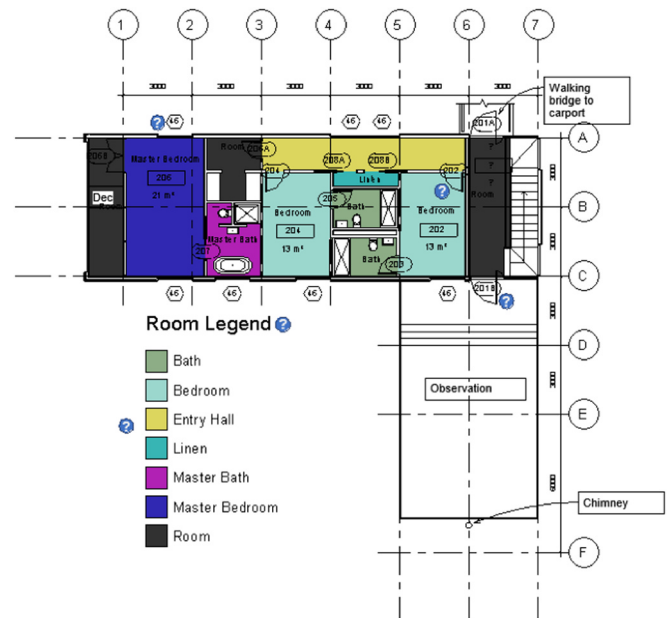 1 2 3 4 5 6 7
3000 3000 3000 3000 3000 3000
Walking
bridge to
carport
? 46 46 46 201A
A
Room
206B Master Bedroom 206A 208A 208B
204 Linen 202 ?
206 205 Room
Dec 21 m² Bath
B
Bedroom Bedroom
204 202
Master Bath
13 m² 13 m²
207 Bath
203
C
46 46 46 46 201B
?
Room Legend ?
Bath
D
Bedroom
Observation
Entry Hall
E
?
Linen
Master Bath
Master Bedroom
Chimney
Room
F